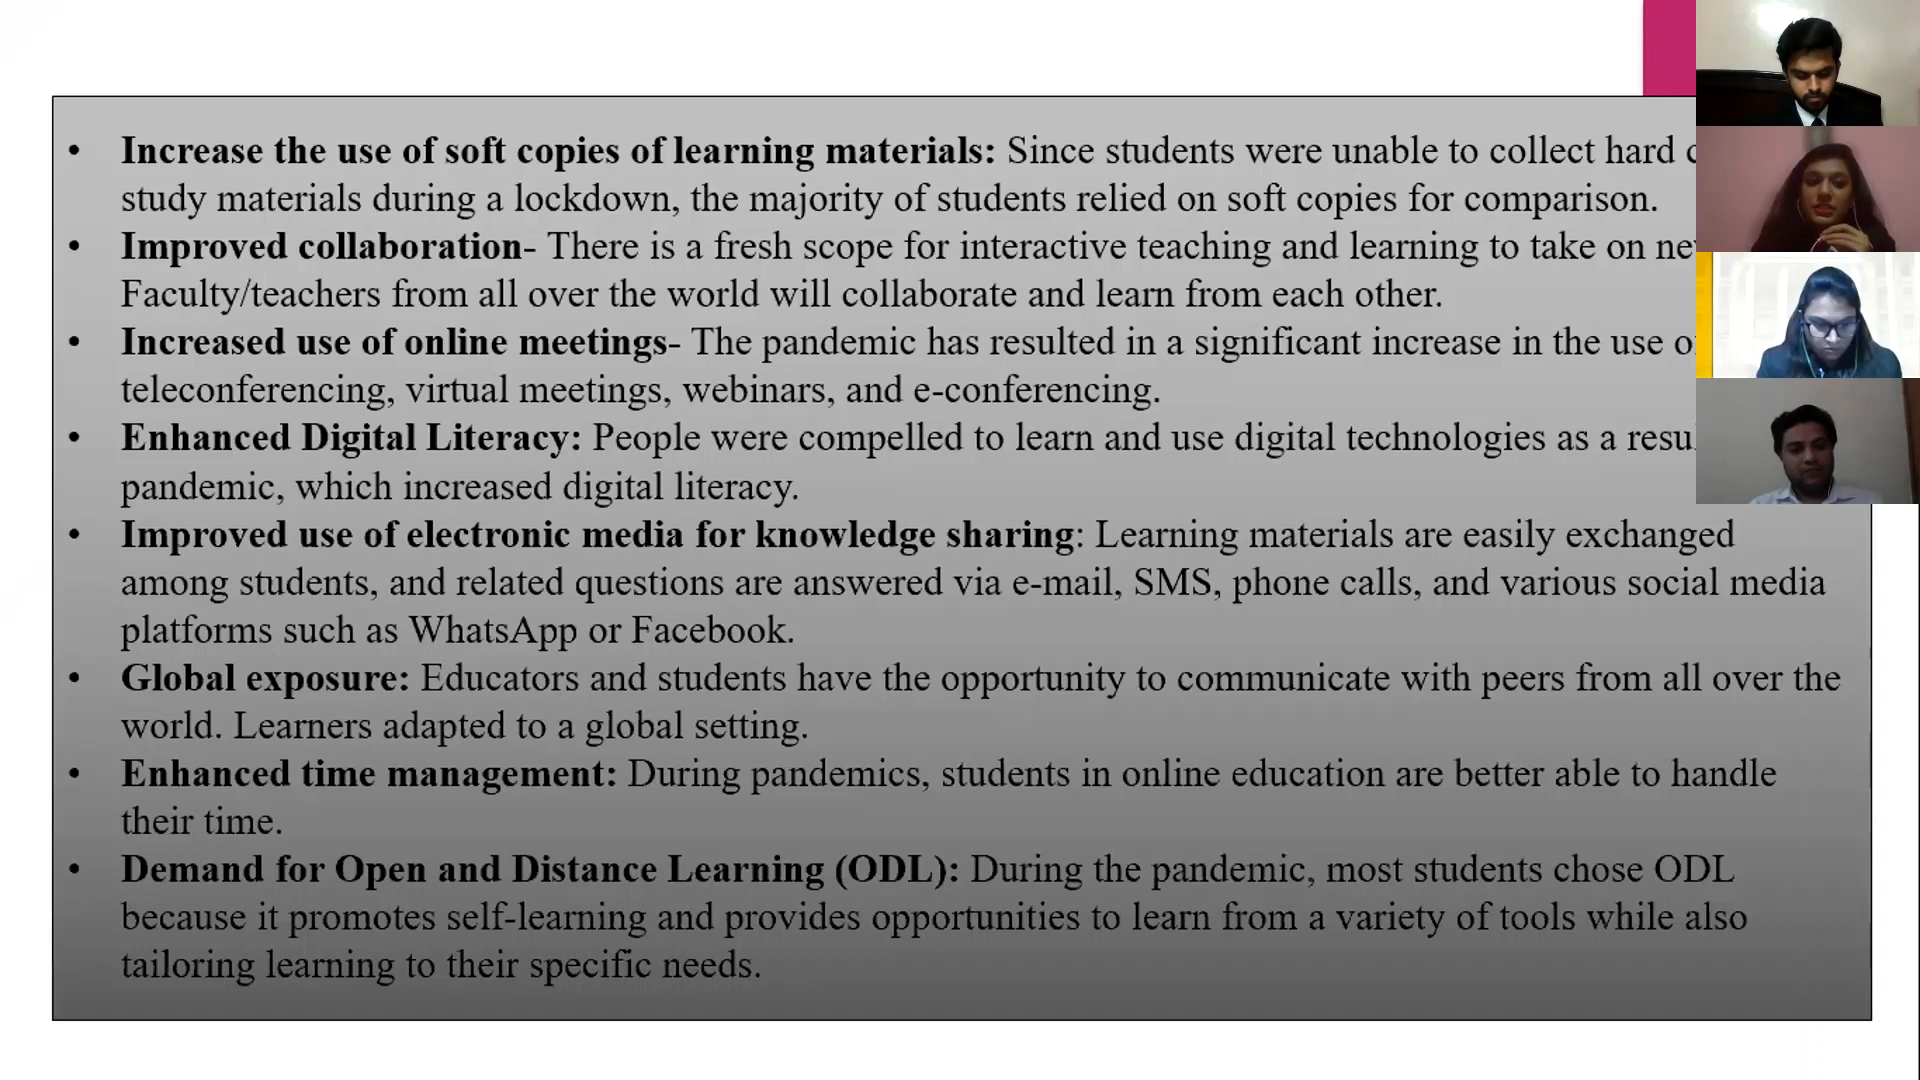 • Increase the use of soft copies of learning materials: Since students were unable to collect hard
study materials during a lockdown, the majority of students relied on soft copies for comparison.
• Improved collaboration- There is a fresh scope for interactive teaching and learning to take on
Faculty/teachers from all over the world will collaborate and learn from each other.
• Increased use of online meetings- The pandemic has resulted in a significant increase in the use
teleconferencing, virtual meetings, webinars, and e-conferencing.
• Enhanced Digital Literacy: People were compelled to learn and use digital technologies as a
pandemic, which increased digital literacy.
• Improved use of electronic media for knowledge sharing: Learning materials are easily exchanged
among students, and related questions are answered via e-mail, SMS, phone calls, and various social media
platforms such as WhatsApp or Facebook.
• Global exposure: Educators and students have the opportunity to communicate with peers from all over the
world. Learners adapted to a global setting.
• Enhanced time management: During pandemics, students in online education are better able to handle
their time.
• Demand for Open and Distance Learning (ODL): During the pandemic, most students chose ODL
because it promotes self-learning and provides opportunities to learn from a variety of tools while also
tailoring learning to their specific needs.